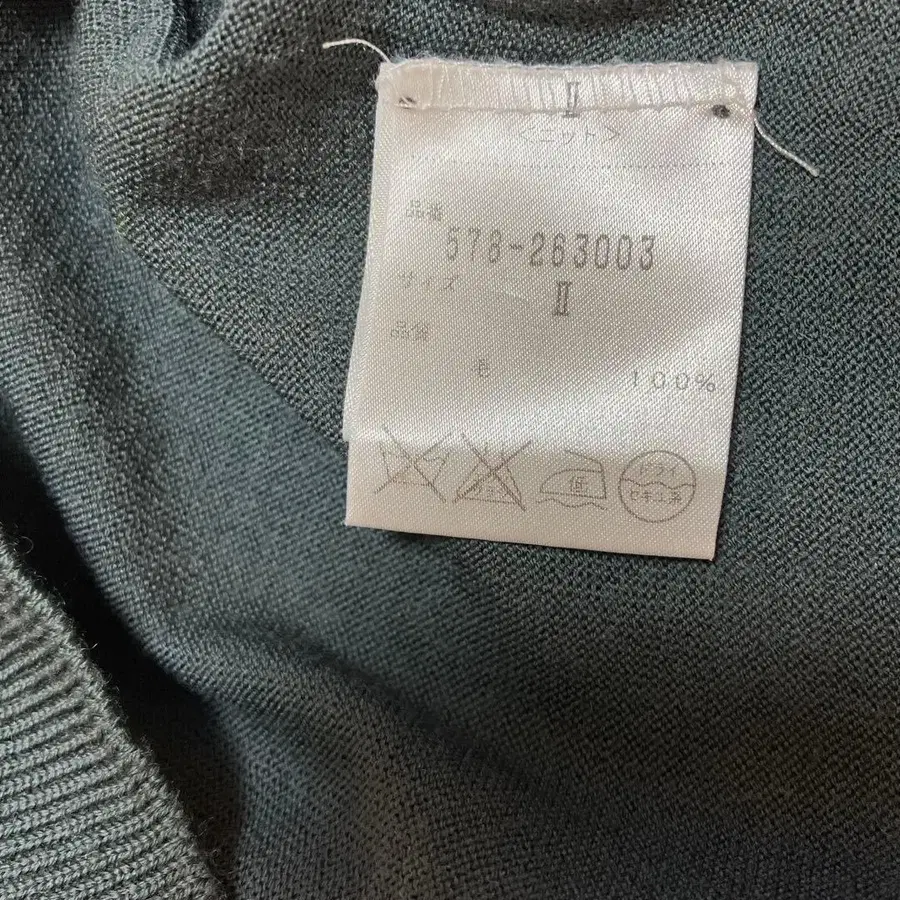 Ⅱ
<ニット>
品番
578-263003
サイズ
Ⅱ
品質
毛 100%
低
ドライ
セキユ系